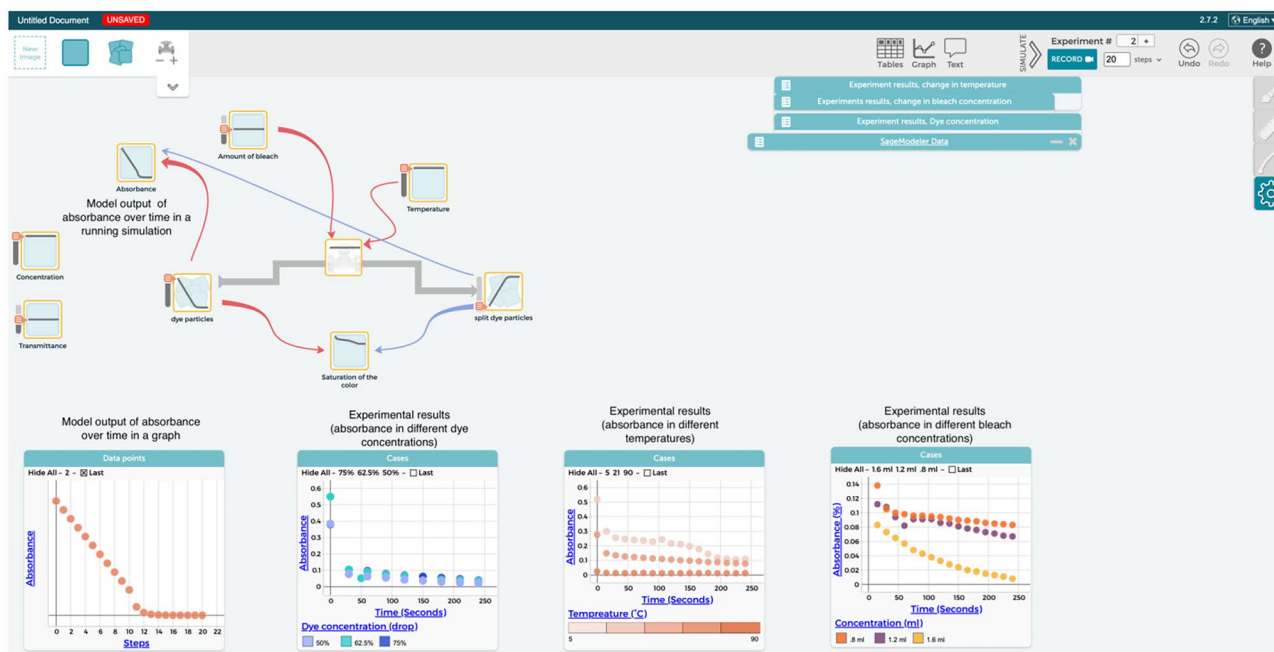 Untitled Document UNSAVED 2.7.2 English
New
Image
Tables Graph Text
SIMULATE
Experiment # 2 +
RECORD 20 steps
Undo Redo Help
Experiment results, change in temperature
Experiments results, change in bleach concentration
Experiment results, Dye concentration
SageModeler Data
Amount of bleach
Absorbance
Temperature
Model output of
absorbance over time in a
running simulation
Concentration
Transmittance
dye particles
split dye particles
Saturation of the
color
Model output of absorbance
over time in a graph
Data points
Hide All – 2 – Last
Absorbance
0 2 4 6 8 10 12 14 16 18 20 22
Steps
Experimental results
(absorbance in different dye
concentrations)
Cases
Hide All – 75% 62.5% 50% – Last
0.6
0.5
0.4
0.3
0.2
0.1
0
Absorbance
0 50 100 150 200 250
Time (Seconds)
Dye concentration (drop)
50% 62.5% 75%
Experimental results
(absorbance in different
temperatures)
Cases
Hide All – 5 21 90 – Last
0.6
0.5
0.4
0.3
0.2
0.1
0
Absorbance
0 50 100 150 200 250
Time (Seconds)
Tempreature (˚C)
5 90
Experimental results
(absorbance in different bleach
concentrations)
Cases
Hide All – 1.6 ml 1.2 ml .8 ml – Last
0.14
0.12
0.1
0.08
0.06
0.04
0.02
0
Absorbance (%)
0 50 100 150 200 250
Time (Seconds)
Concentration (ml)
.8 ml 1.2 ml 1.6 ml